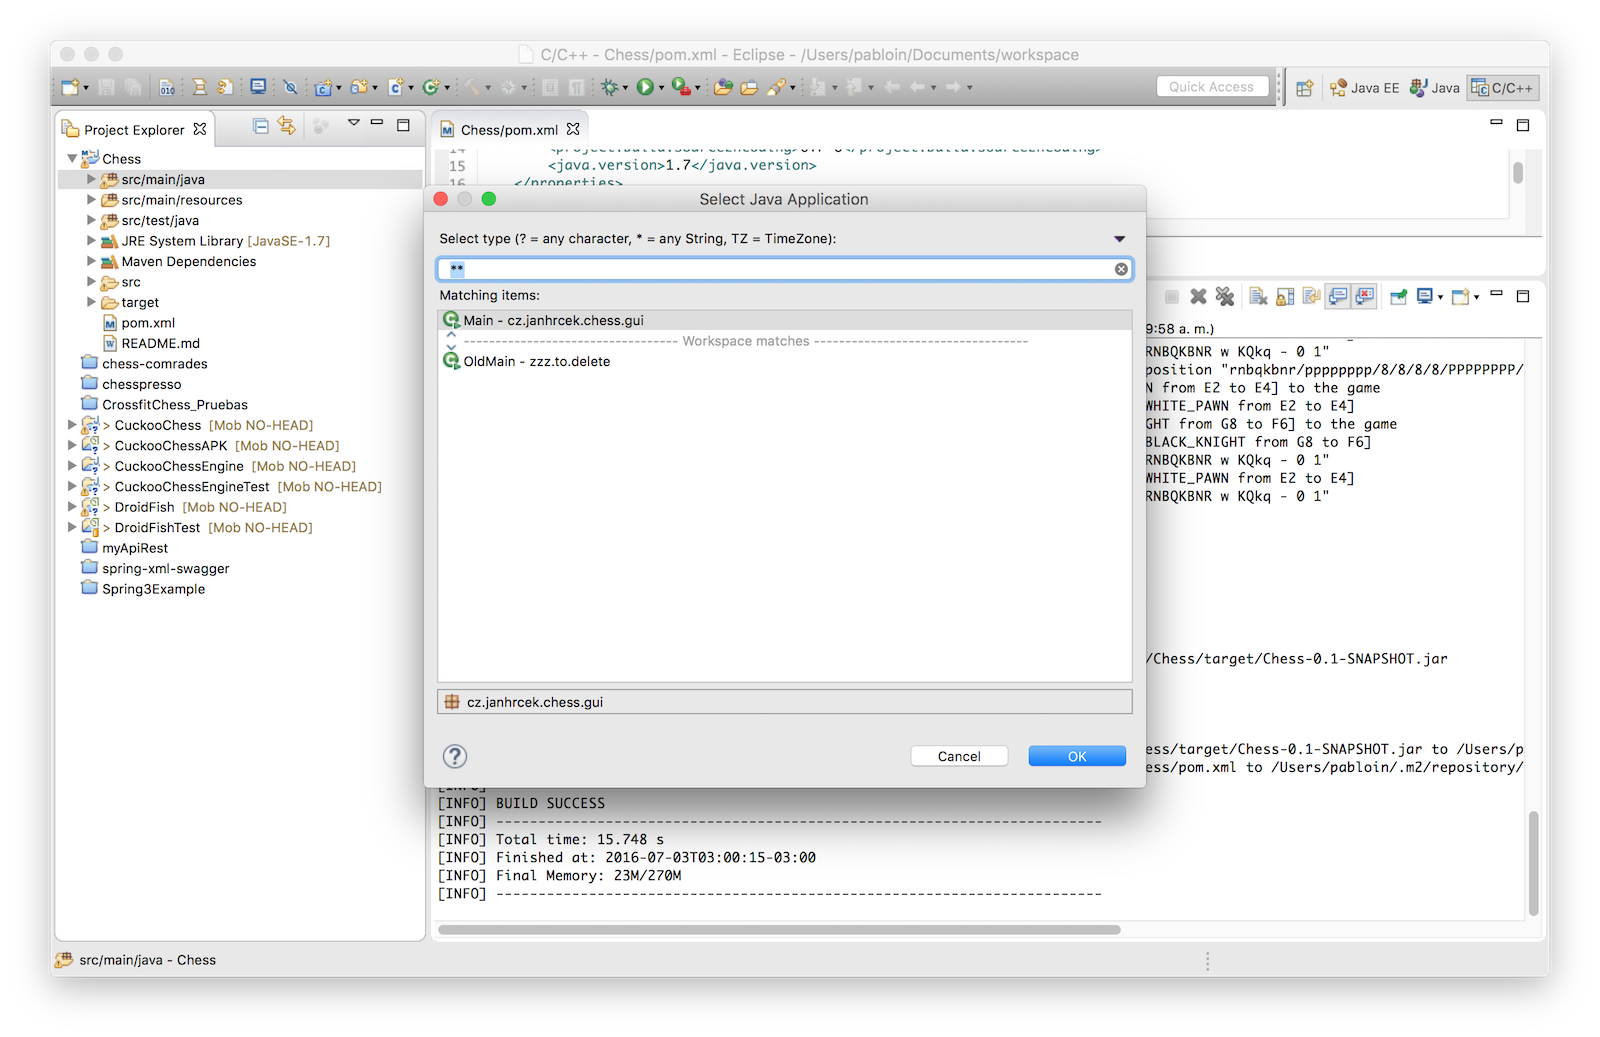 C/C++ - Chess/pom.xml - Eclipse - /Users/pabloin/Documents/workspace
Quick Access
Java EE
Java
C/C++
Project Explorer
Chess
src/main/java
src/main/resources
src/test/java
JRE System Library [JavaSE-1.7]
Maven Dependencies
src
target
pom.xml
README.md
chess-comrades
chesspresso
CrossfitChess_Pruebas
> CuckooChess [Mob NO-HEAD]
> CuckooChessAPK [Mob NO-HEAD]
> CuckooChessEngine [Mob NO-HEAD]
> CuckooChessEngineTest [Mob NO-HEAD]
> DroidFish [Mob NO-HEAD]
> DroidFishTest [Mob NO-HEAD]
myApiRest
spring-xml-swagger
Spring3Example
Chess/pom.xml
14 <project.build.sourceEncoding>UTF-8</project.build.sourceEncoding>
15 <java.version>1.7</java.version>
16 </properties>
Select Java Application
Select type (? = any character, * = any String, TZ = TimeZone):
**
Matching items:
Main - cz.janhrcek.chess.gui
---------------------------------- Workspace matches ----------------------------------
OldMain - zzz.to.delete
cz.janhrcek.chess.gui
?
Cancel
OK
9:58 a. m.)
RNBQKBNR w KQkq - 0 1"
position "rnbqkbnr/pppppppp/8/8/8/8/PPPPPPPP/
N from E2 to E4] to the game
WHITE_PAWN from E2 to E4]
GHT from G8 to F6] to the game
BLACK_KNIGHT from G8 to F6]
RNBQKBNR w KQkq - 0 1"
WHITE_PAWN from E2 to E4]
RNBQKBNR w KQkq - 0 1"
/Chess/target/Chess-0.1-SNAPSHOT.jar
ess/target/Chess-0.1-SNAPSHOT.jar to /Users/p
ess/pom.xml to /Users/pabloin/.m2/repository/
[INFO]
[INFO] BUILD SUCCESS
[INFO] ------------------------------------------------------------------------
[INFO] Total time: 15.748 s
[INFO] Finished at: 2016-07-03T03:00:15-03:00
[INFO] Final Memory: 23M/270M
[INFO] ------------------------------------------------------------------------
src/main/java - Chess